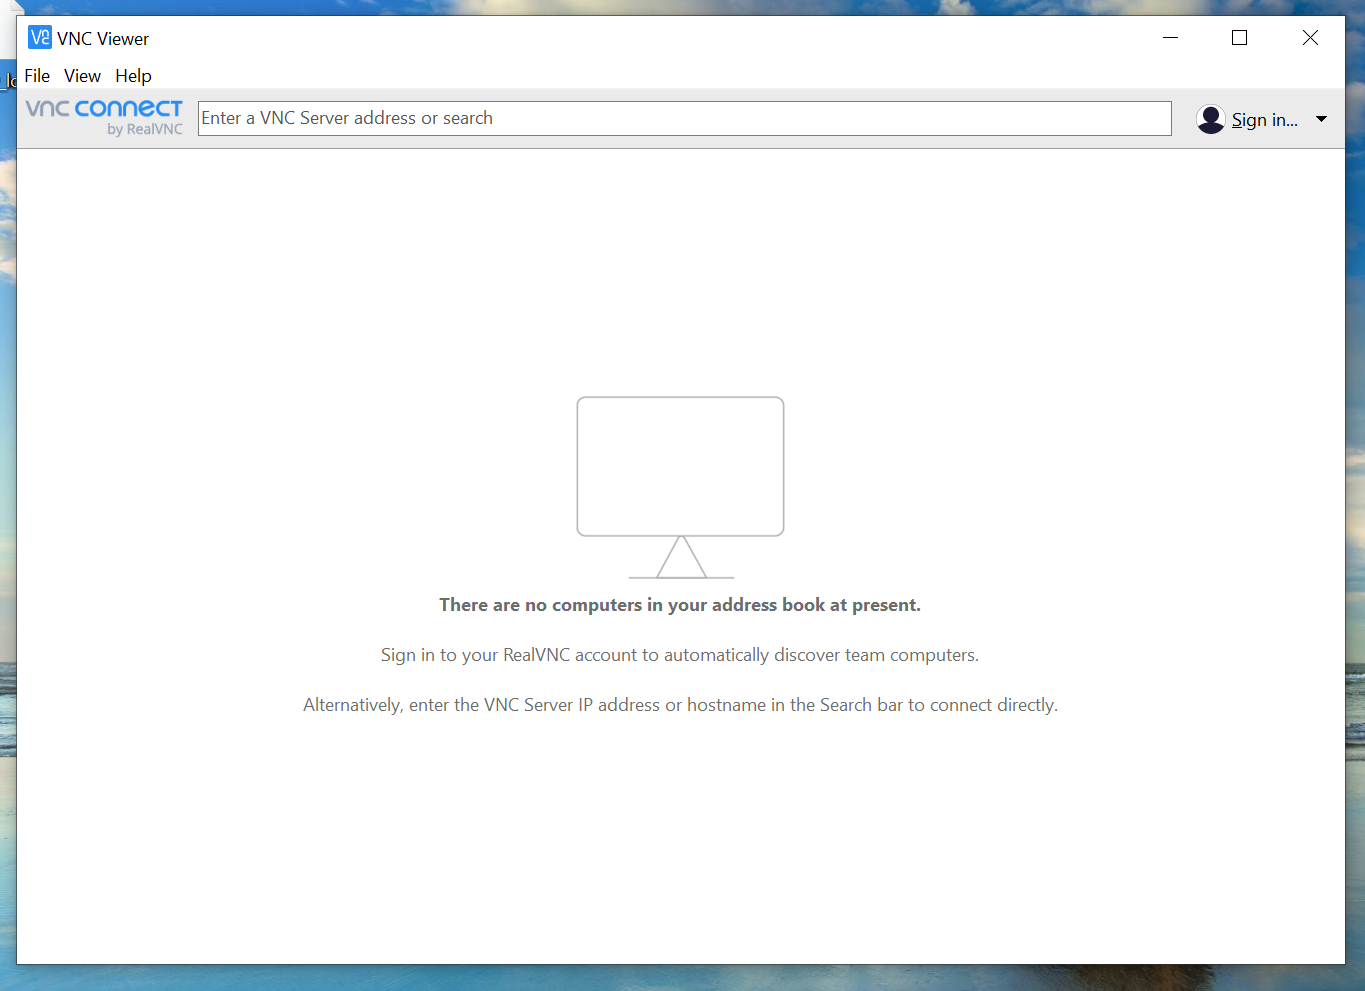 VNC Viewer
File View Help
vnc connect
by RealVNC
Enter a VNC Server address or search
Sign in...
There are no computers in your address book at present.
Sign in to your RealVNC account to automatically discover team computers.
Alternatively, enter the VNC Server IP address or hostname in the Search bar to connect directly.